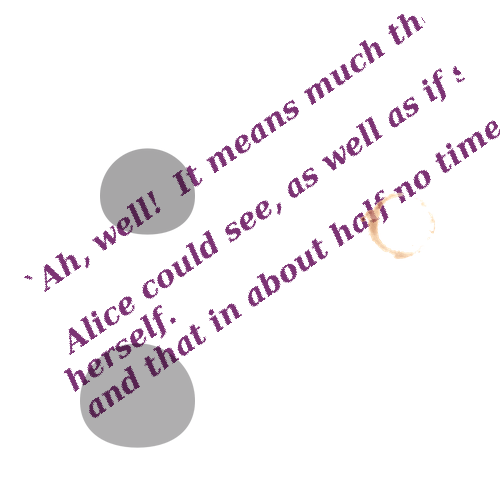 `Ah, well!  It means much
Alice could see, as well as if
herself.
and that in about half no time